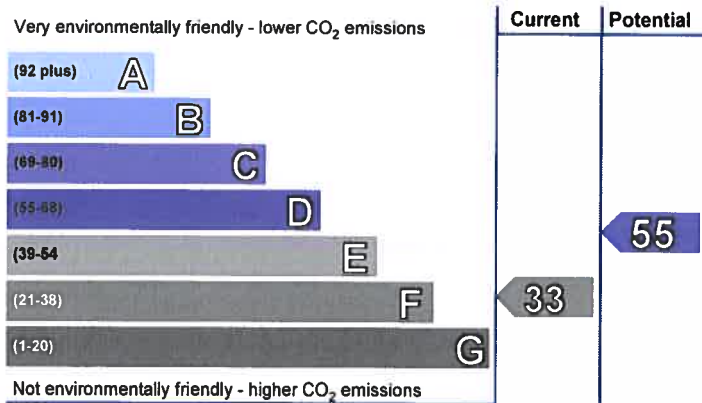 Current Potential
Very environmentally friendly - lower CO2 emissions
(92 plus) A
(81-91) B
(69-80) C
(55-68) D
55
(39-54 E
(21-38) F
33
(1-20) G
Not environmentally friendly - higher CO2 emissions